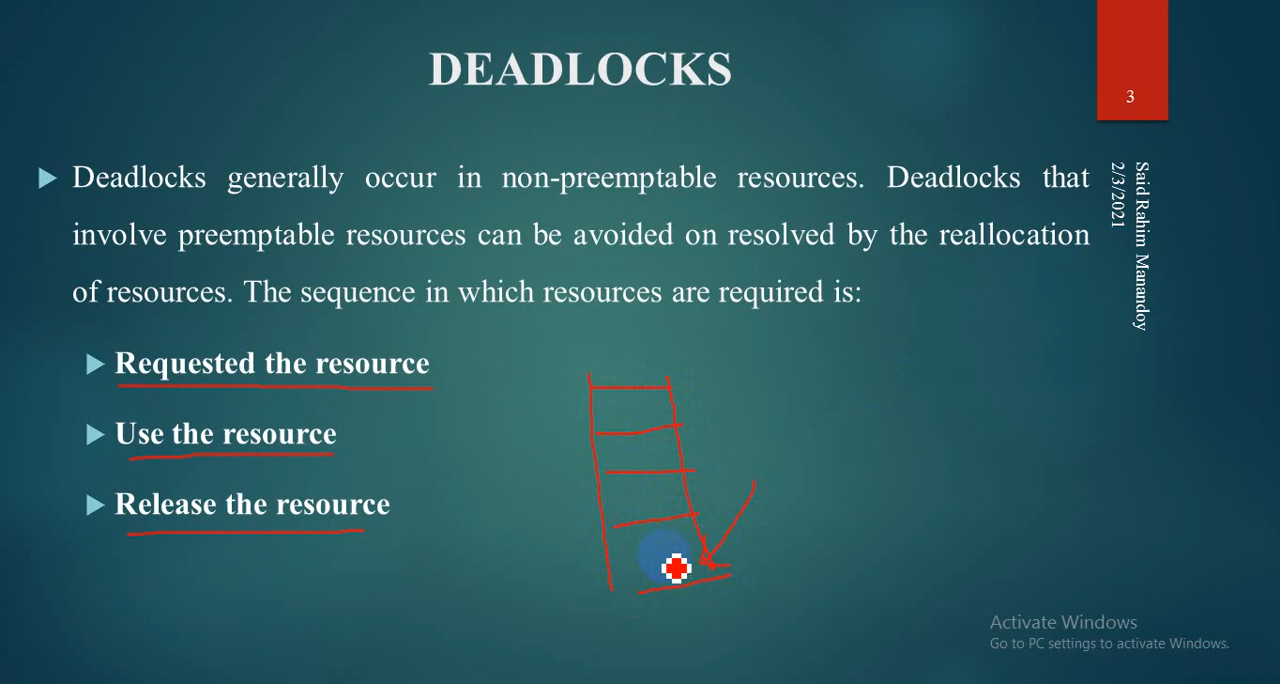 DEADLOCKS
3
Deadlocks generally occur in non-preemptable resources. Deadlocks that
involve preemptable resources can be avoided on resolved by the reallocation
of resources. The sequence in which resources are required is:
Requested the resource
Use the resource
Release the resource
Said Rahim Manandoy
2/3/2021
Activate Windows
Go to PC settings to activate Windows.